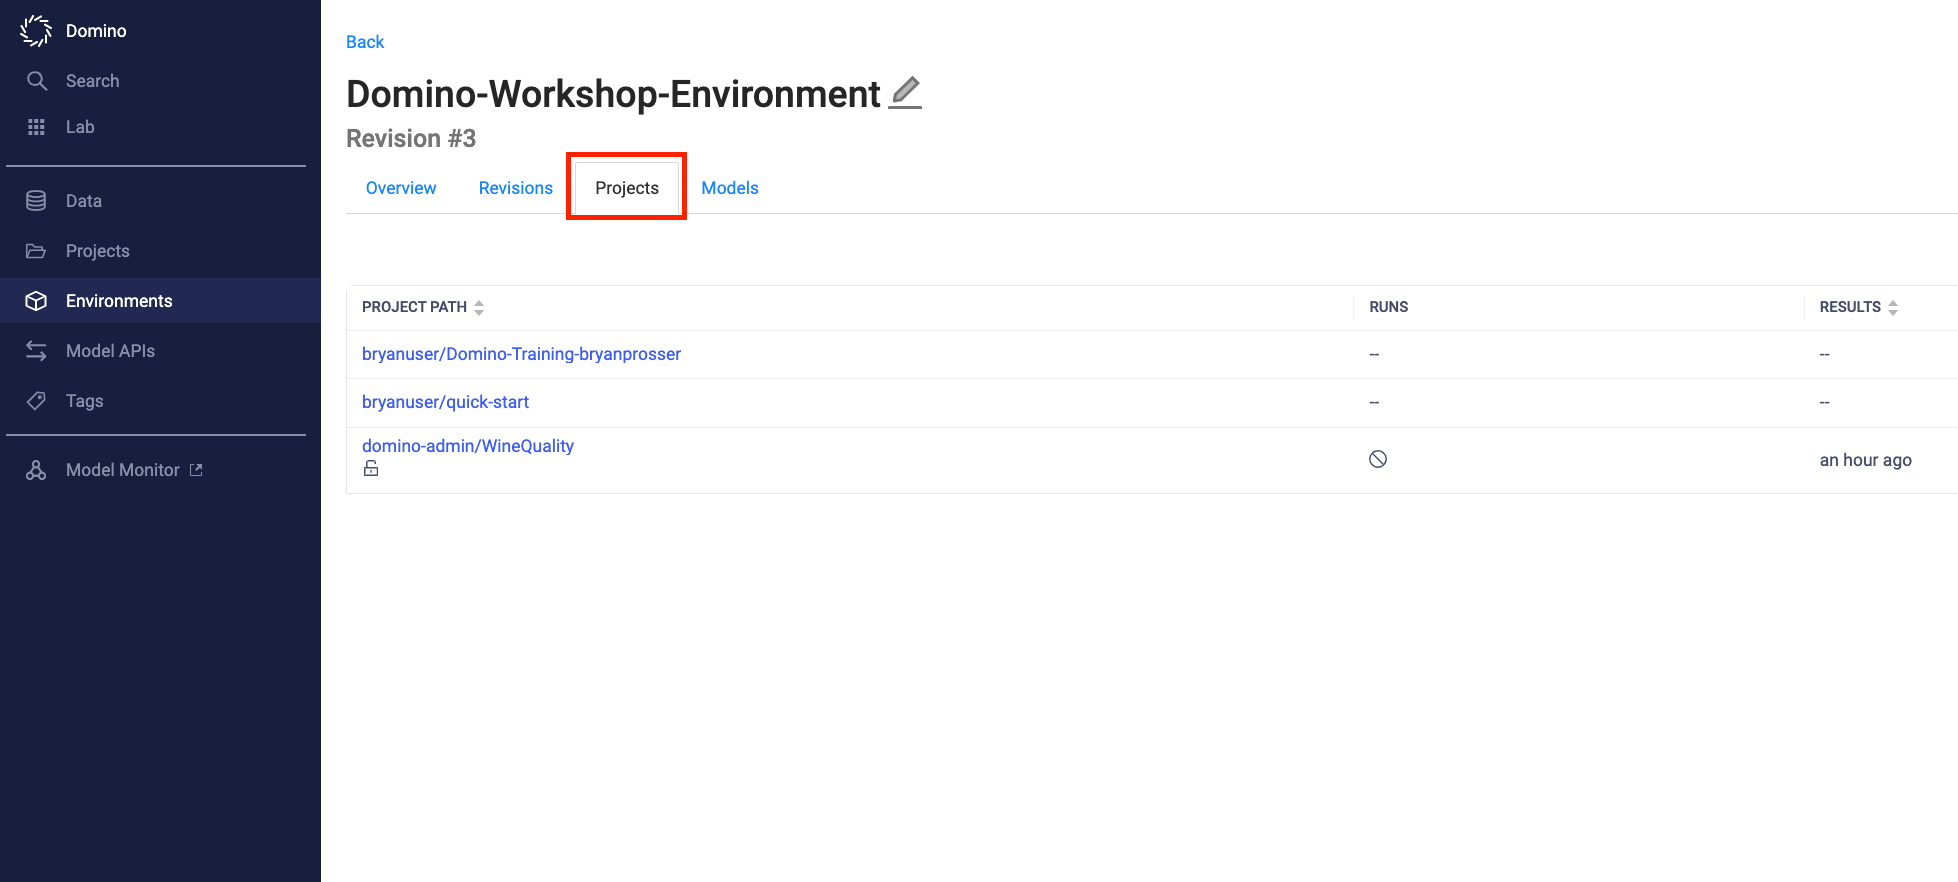 Domino
Search
Lab
Data
Projects
Environments
Model APIs
Tags
Model Monitor
Back
Domino-Workshop-Environment
Revision #3
Overview Revisions Projects Models
PROJECT PATH RUNS RESULTS
bryanuser/Domino-Training-bryanprosser -- --
bryanuser/quick-start -- --
domino-admin/WineQuality an hour ago